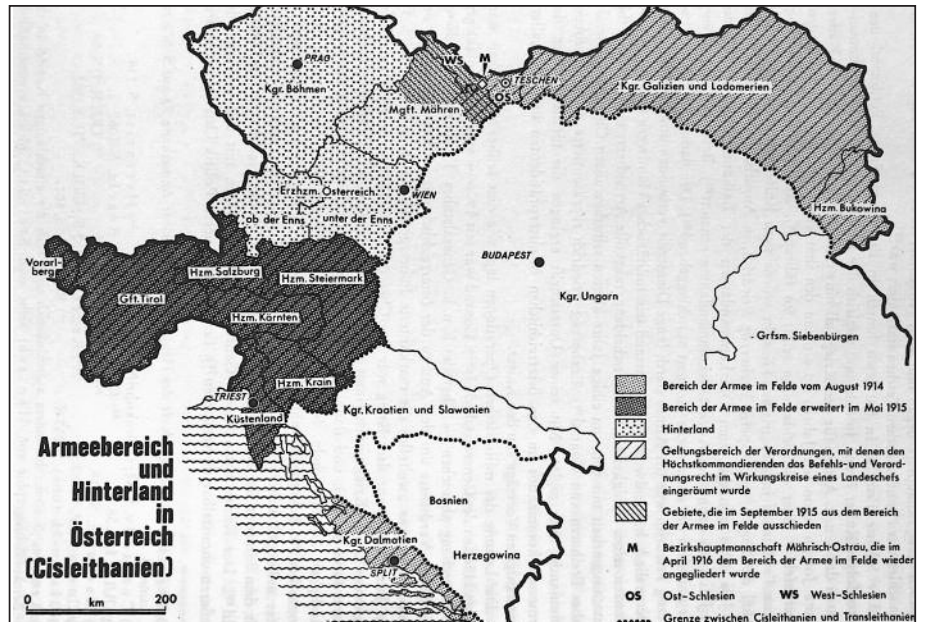 PRAG
Kgr. Böhmen
WS
M
TESCHEN
OS
Mgft. Mähren
Kgr. Galizien und Lodomerien
Erzhzm. Österreich
WIEN
ob der Enns
unter der Enns
Hzm. Bukowina
Vorarl-
berg
Hzm. Salzburg
Hzm. Steiermark
BUDAPEST
Gft. Tirol
Kgr. Ungarn
Hzm. Kärnten
Grfsm. Siebenbürgen
Hzm. Krain
TRIEST
Küstenland
Kgr. Kroatien und Slawonien
Bosnien
Kgr. Dalmatien
Herzegowina
SPLIT
Armeebereich
und
Hinterland
in
Österreich
(Cisleithanien)
0 km 200
Bereich der Armee im Felde vom August 1914
Bereich der Armee im Felde erweitert im Mai 1915
Hinterland
Geltungsbereich der Verordnungen, mit denen den
Höchstkommandierenden das Befehls- und Verord-
nungsrecht im Wirkungskreise eines Landeschefs
eingeräumt wurde
Gebiete, die im September 1915 aus dem Bereich
der Armee im Felde ausschieden
M Bezirkshauptmannschaft Mährisch-Ostrau, die im
April 1916 dem Bereich der Armee im Felde wieder
angegliedert wurde
OS Ost-Schlesien WS West-Schlesien
Grenze zwischen Cisleithanien und Transleithanien